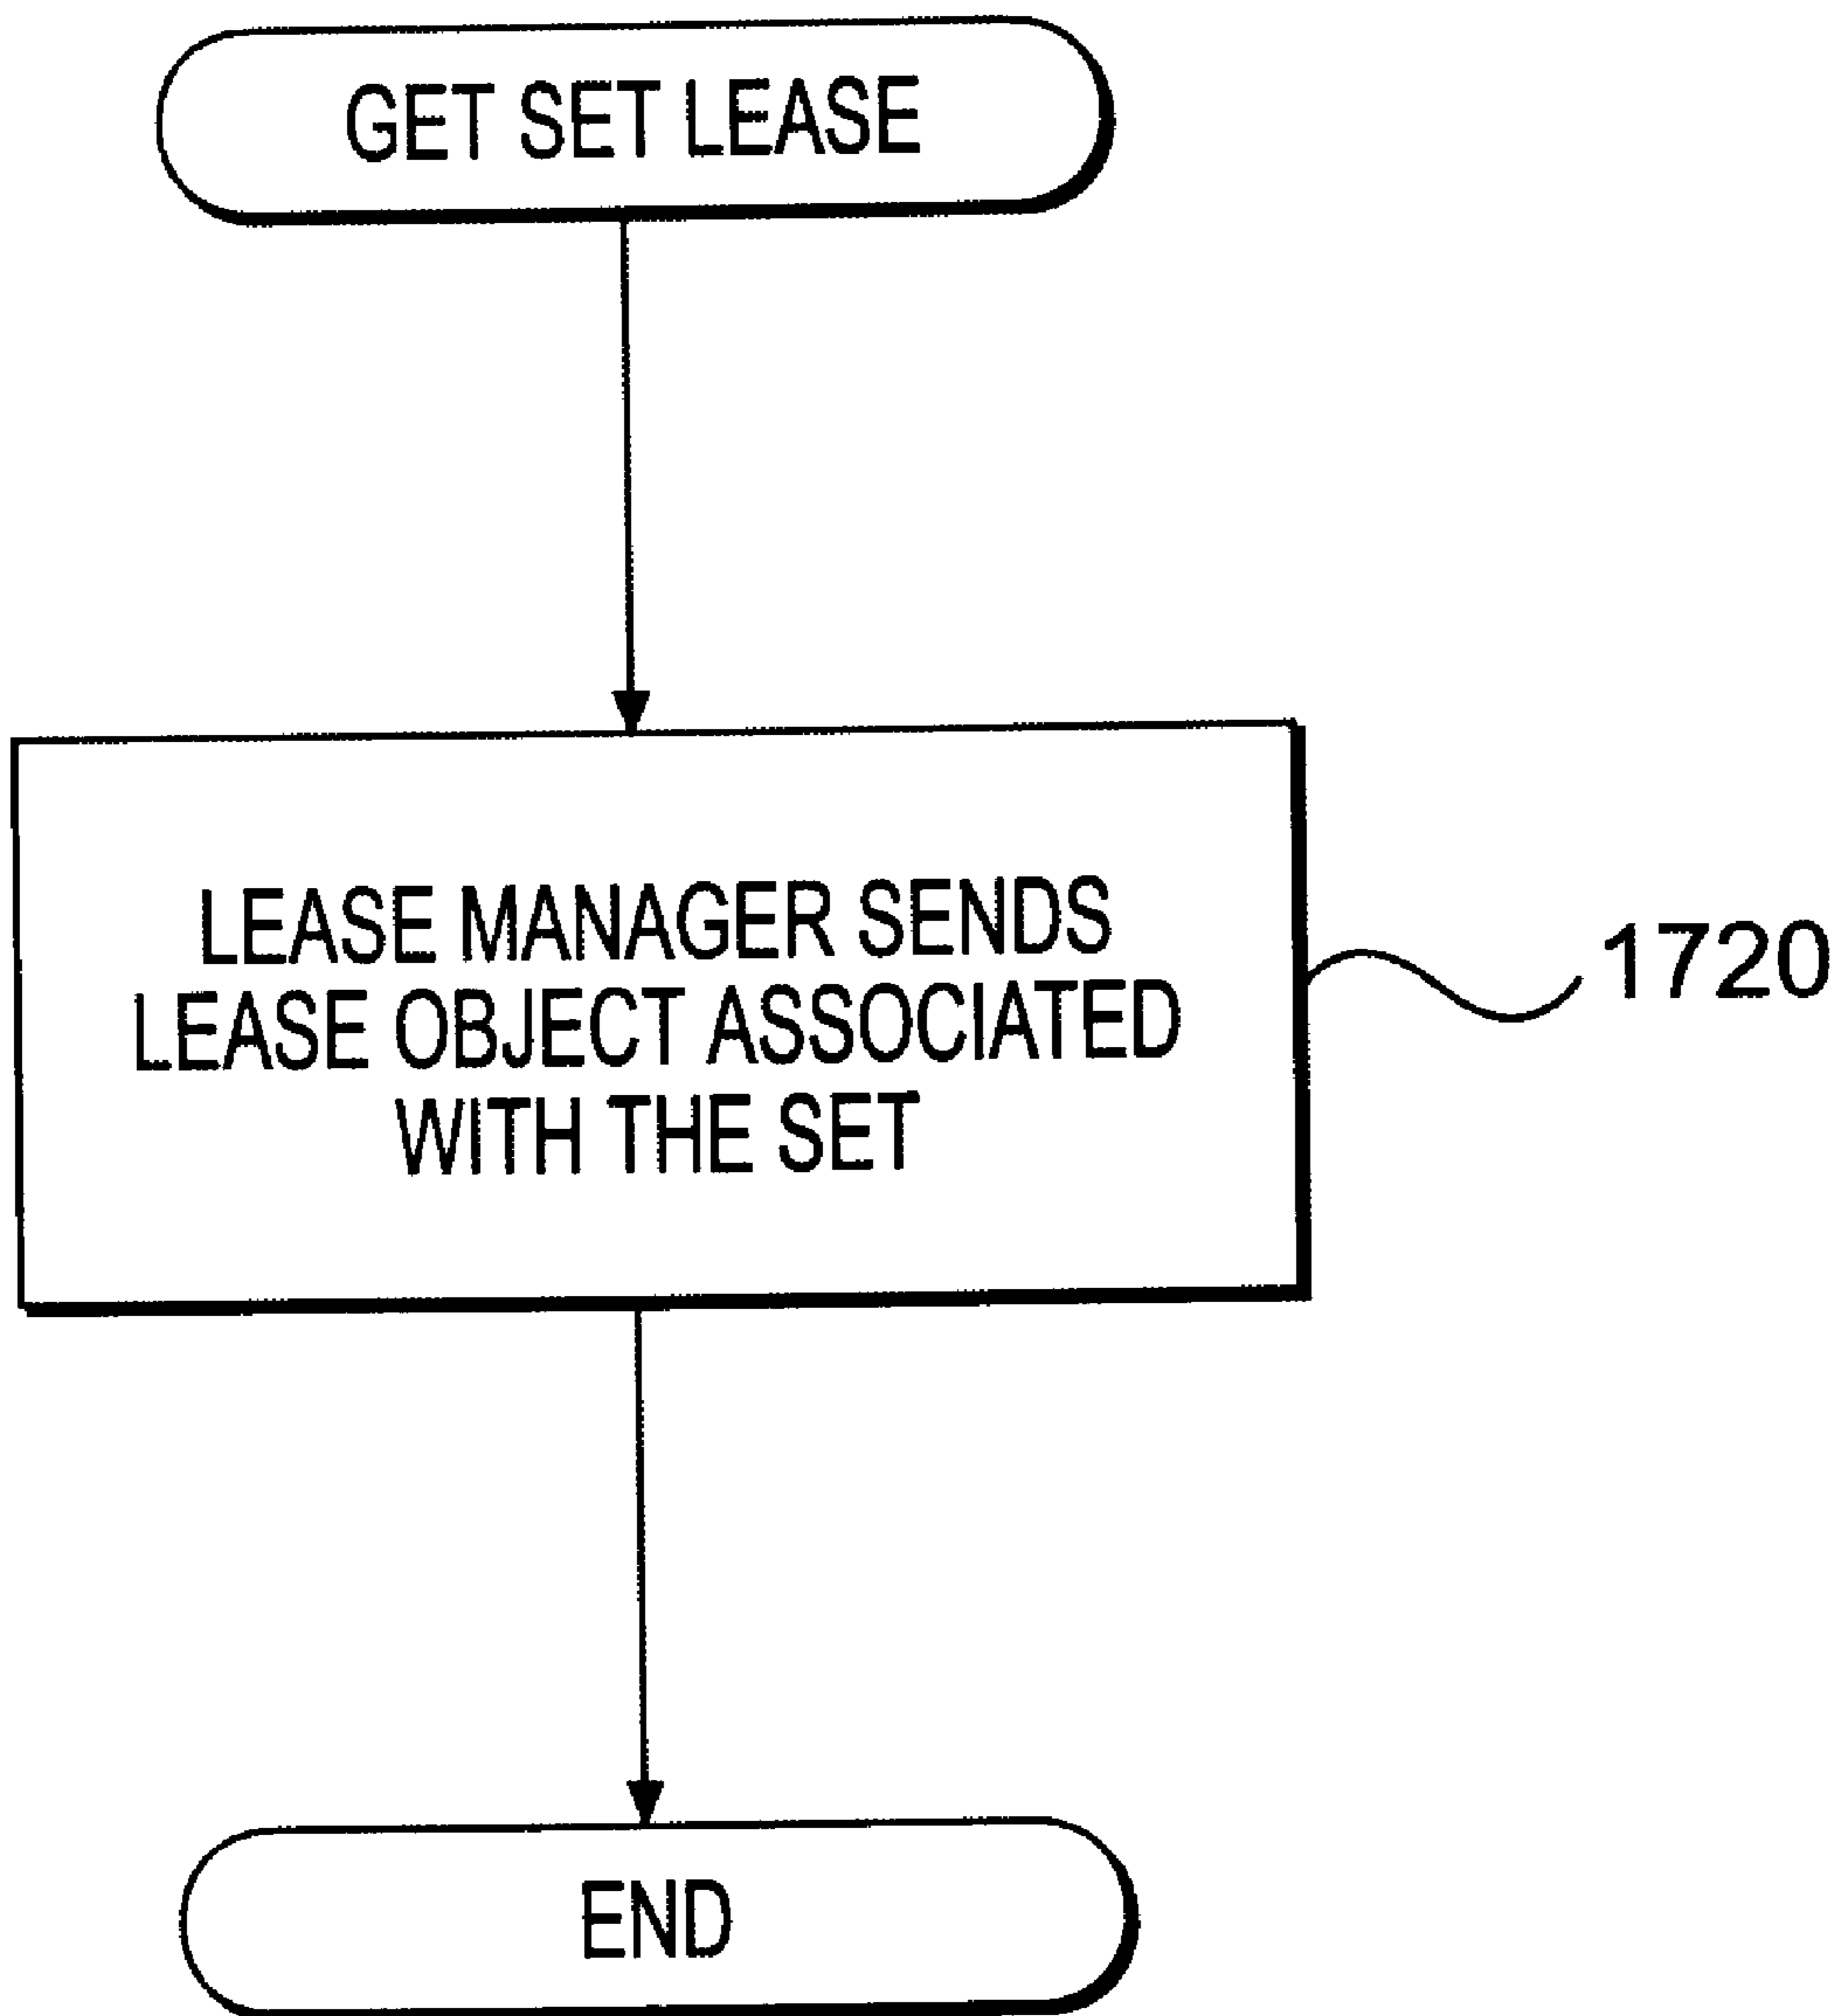 GET SET LEASE
LEASE MANAGER SENDS
LEASE OBJECT ASSOCIATED
WITH THE SET
1720
END